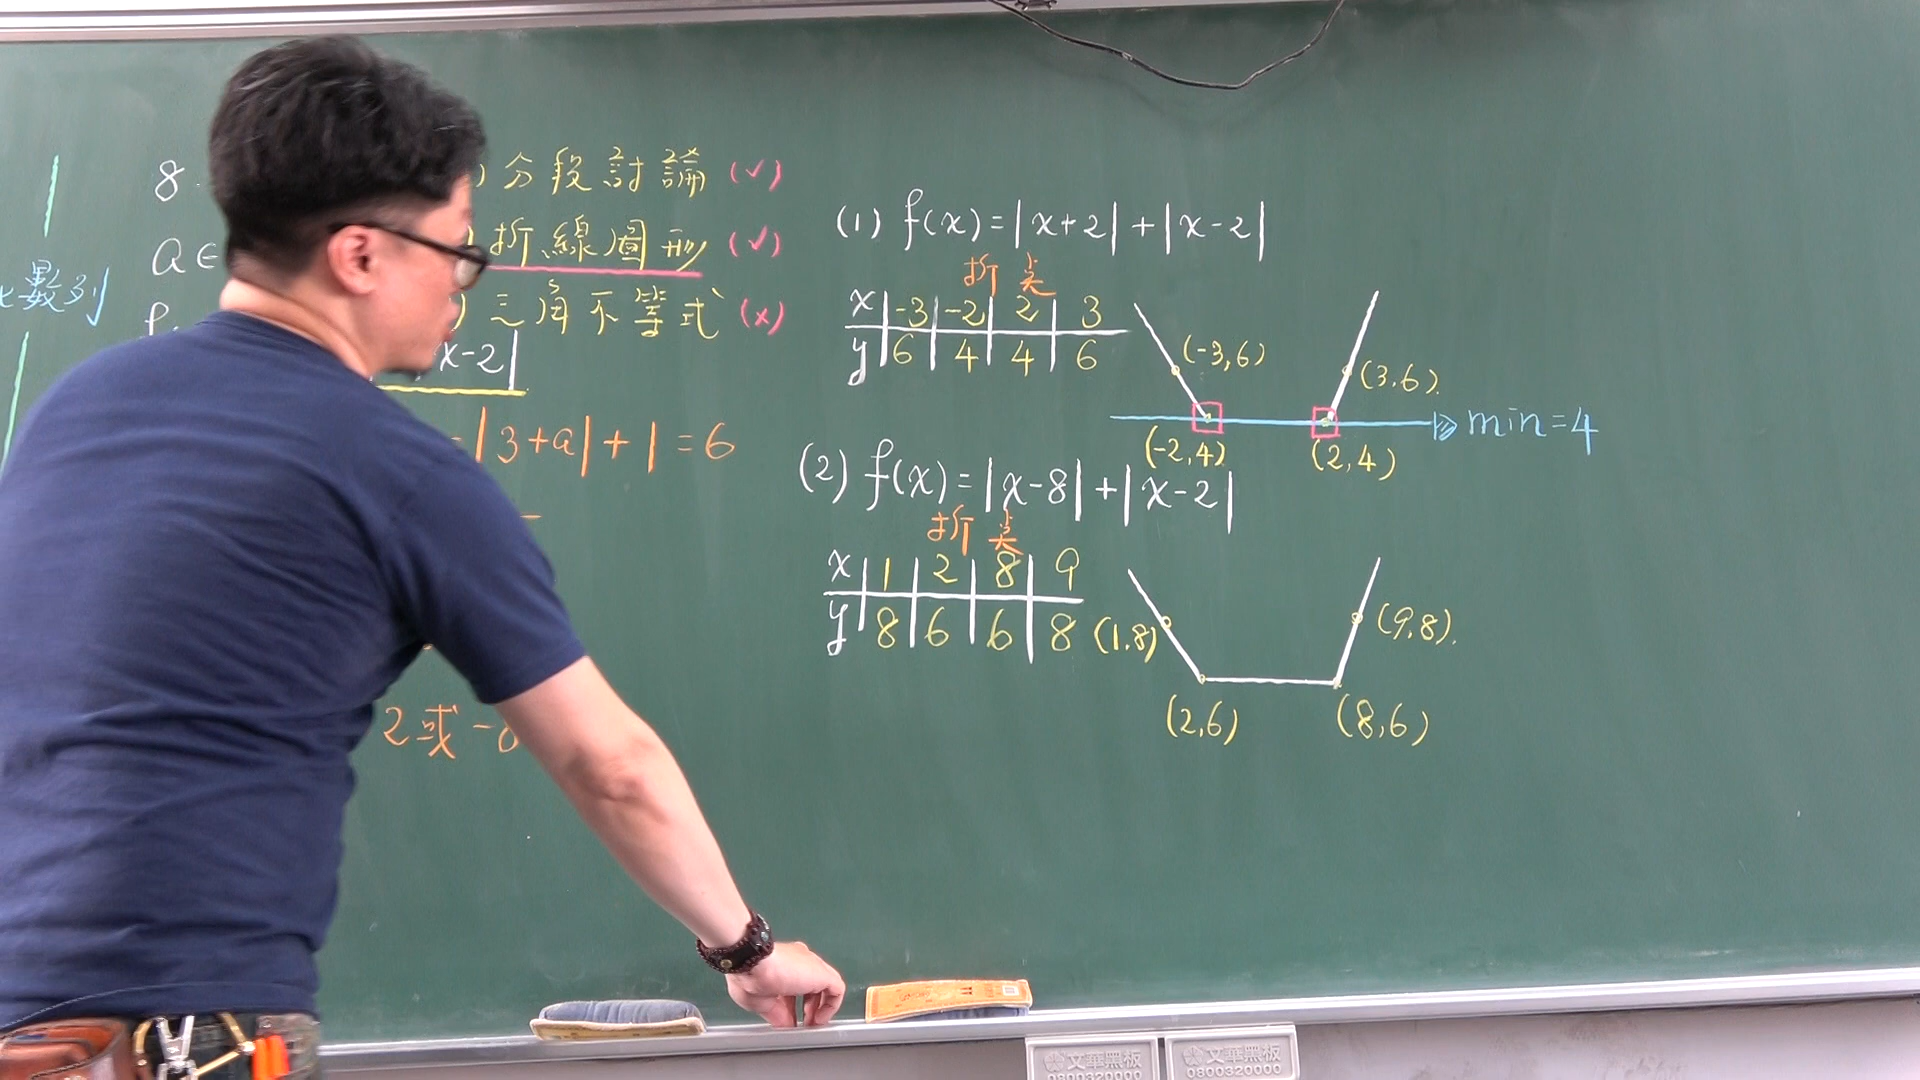 8.
) 分段討論 (✓)
a∈
) 折線圖形 (✓)
數列
) 三角不等式 (x)
x-2|
=|3+a|+1=6
2或-8
(1) f(x)=|x+2|+|x-2|
折點
x | -3 | -2 | 2 | 3
y | 6 | 4 | 4 | 6
(-3,6)
(3.6).
min=4
(-2,4)
(2,4)
(2) f(x)=|x-8|+|x-2|
折點
x | 1 | 2 | 8 | 9
y | 8 | 6 | 6 | 8
(1.8)
(9.8).
(2,6)
(8,6)
文華黑板
0800320000
文華黑板
0800320000